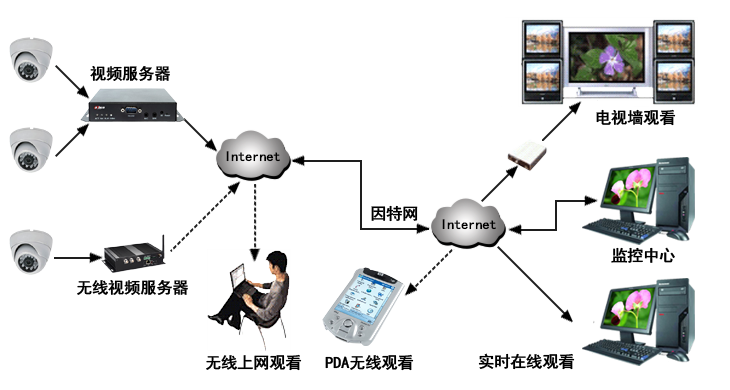 视频服务器
Internet
无线视频服务器
无线上网观看
因特网
Internet
PDA无线观看
电视墙观看
监控中心
实时在线观看